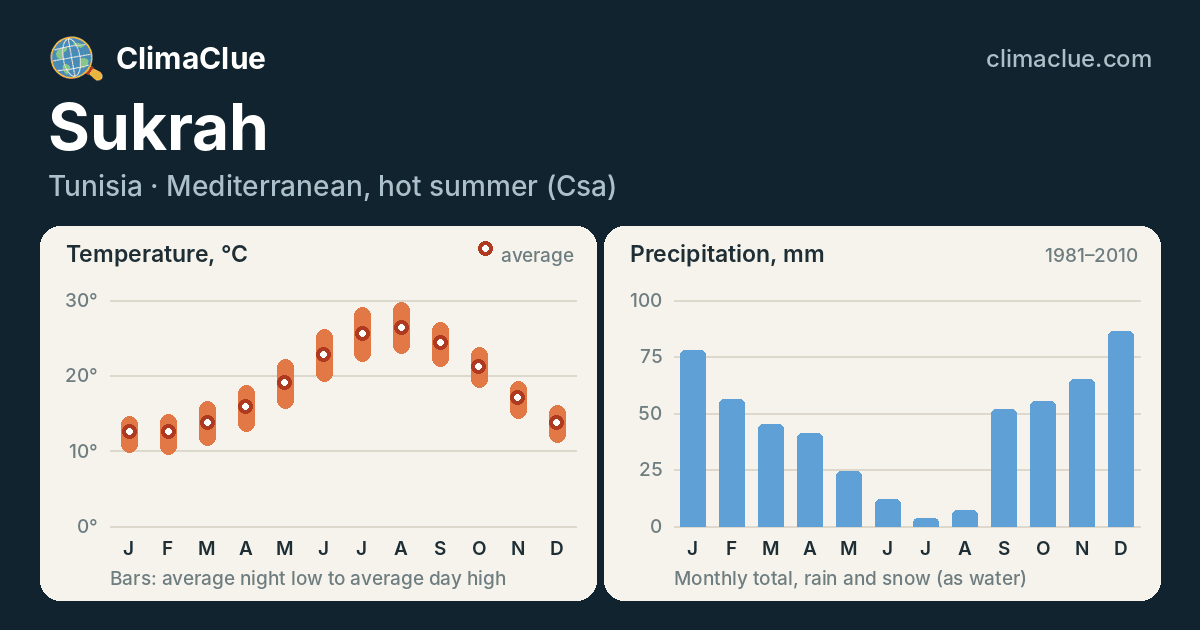 ClimaClue
climaclue.com
Sukrah
Tunisia · Mediterranean, hot summer (Csa)
Temperature, °C
average
30°
20°
10°
0°
J F M A M J J A S O N D
Bars: average night low to average day high
Precipitation, mm
1981–2010
100
75
50
25
0
J F M A M J J A S O N D
Monthly total, rain and snow (as water)